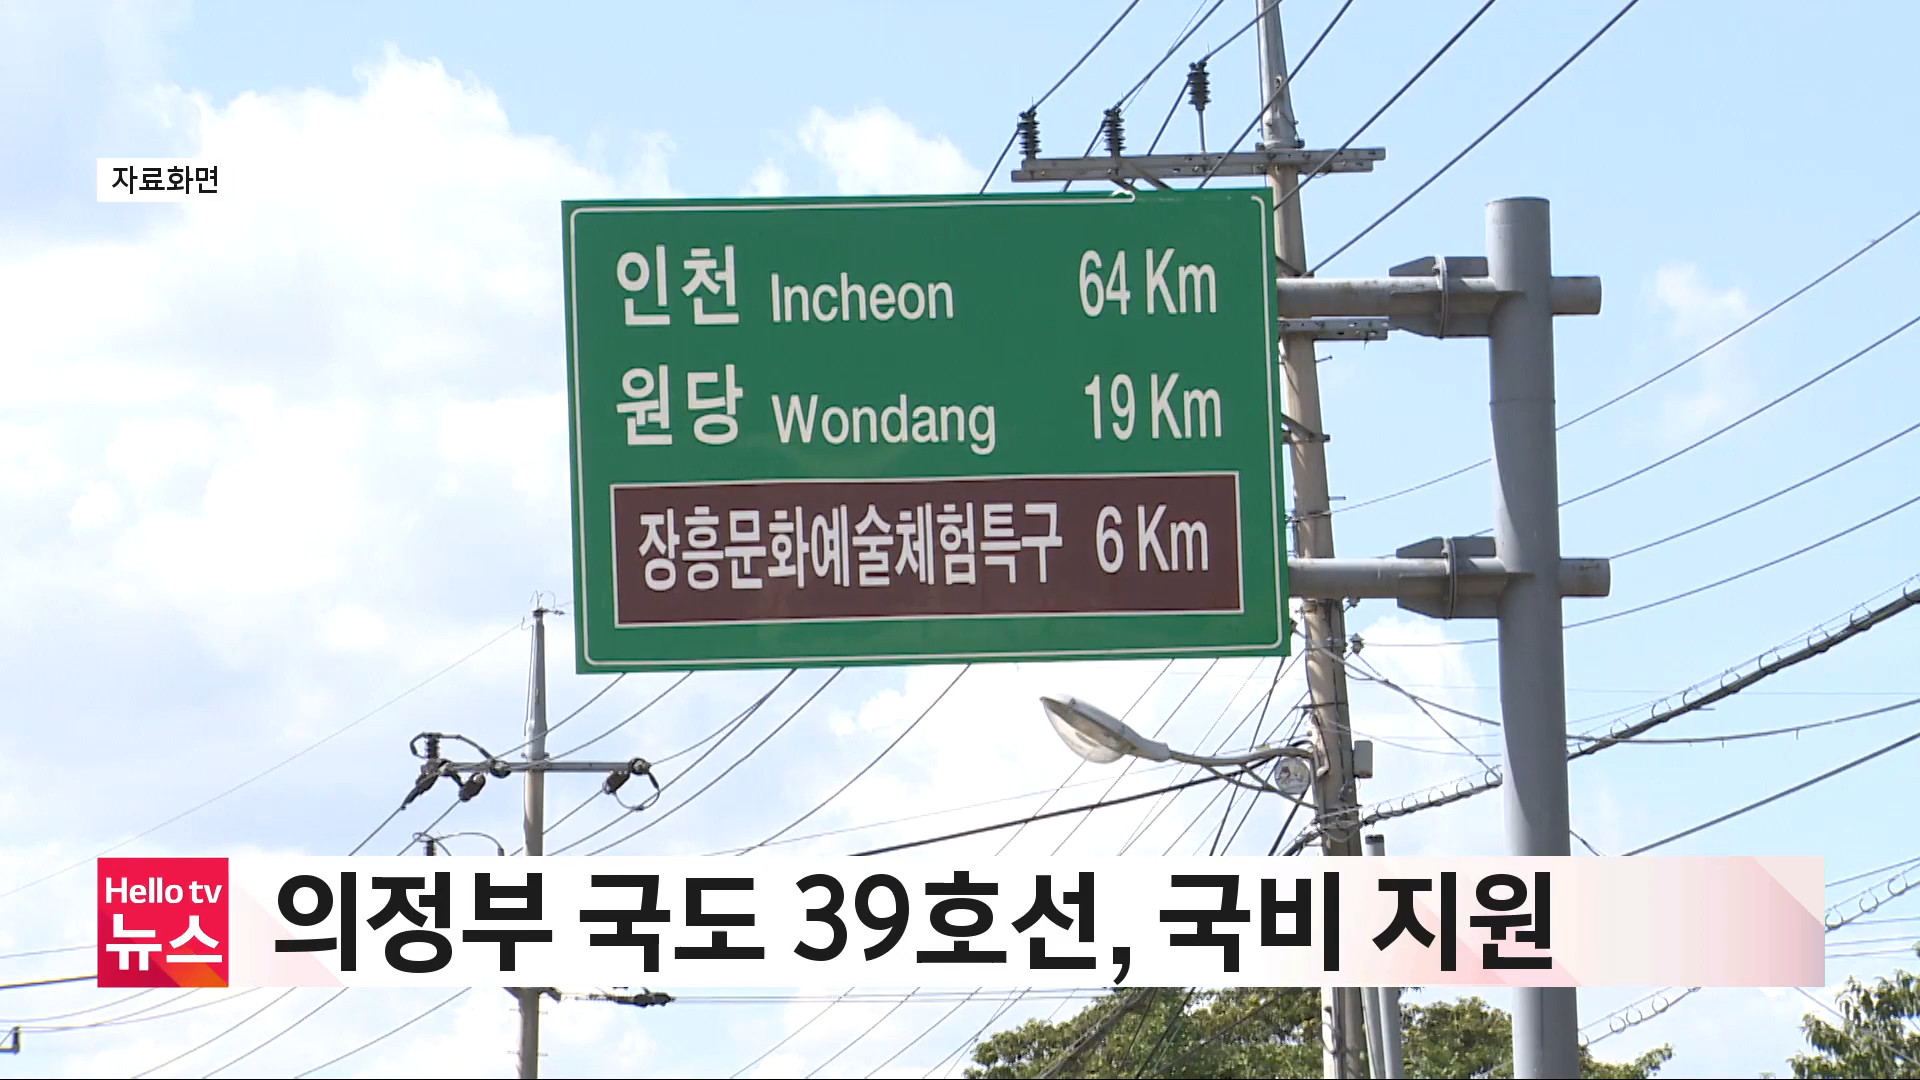 자료화면
인천 Incheon 64 Km
원당 Wondang 19 Km
장흥문화예술체험특구 6 Km
Hello tv
뉴스
의정부 국도 39호선, 국비 지원